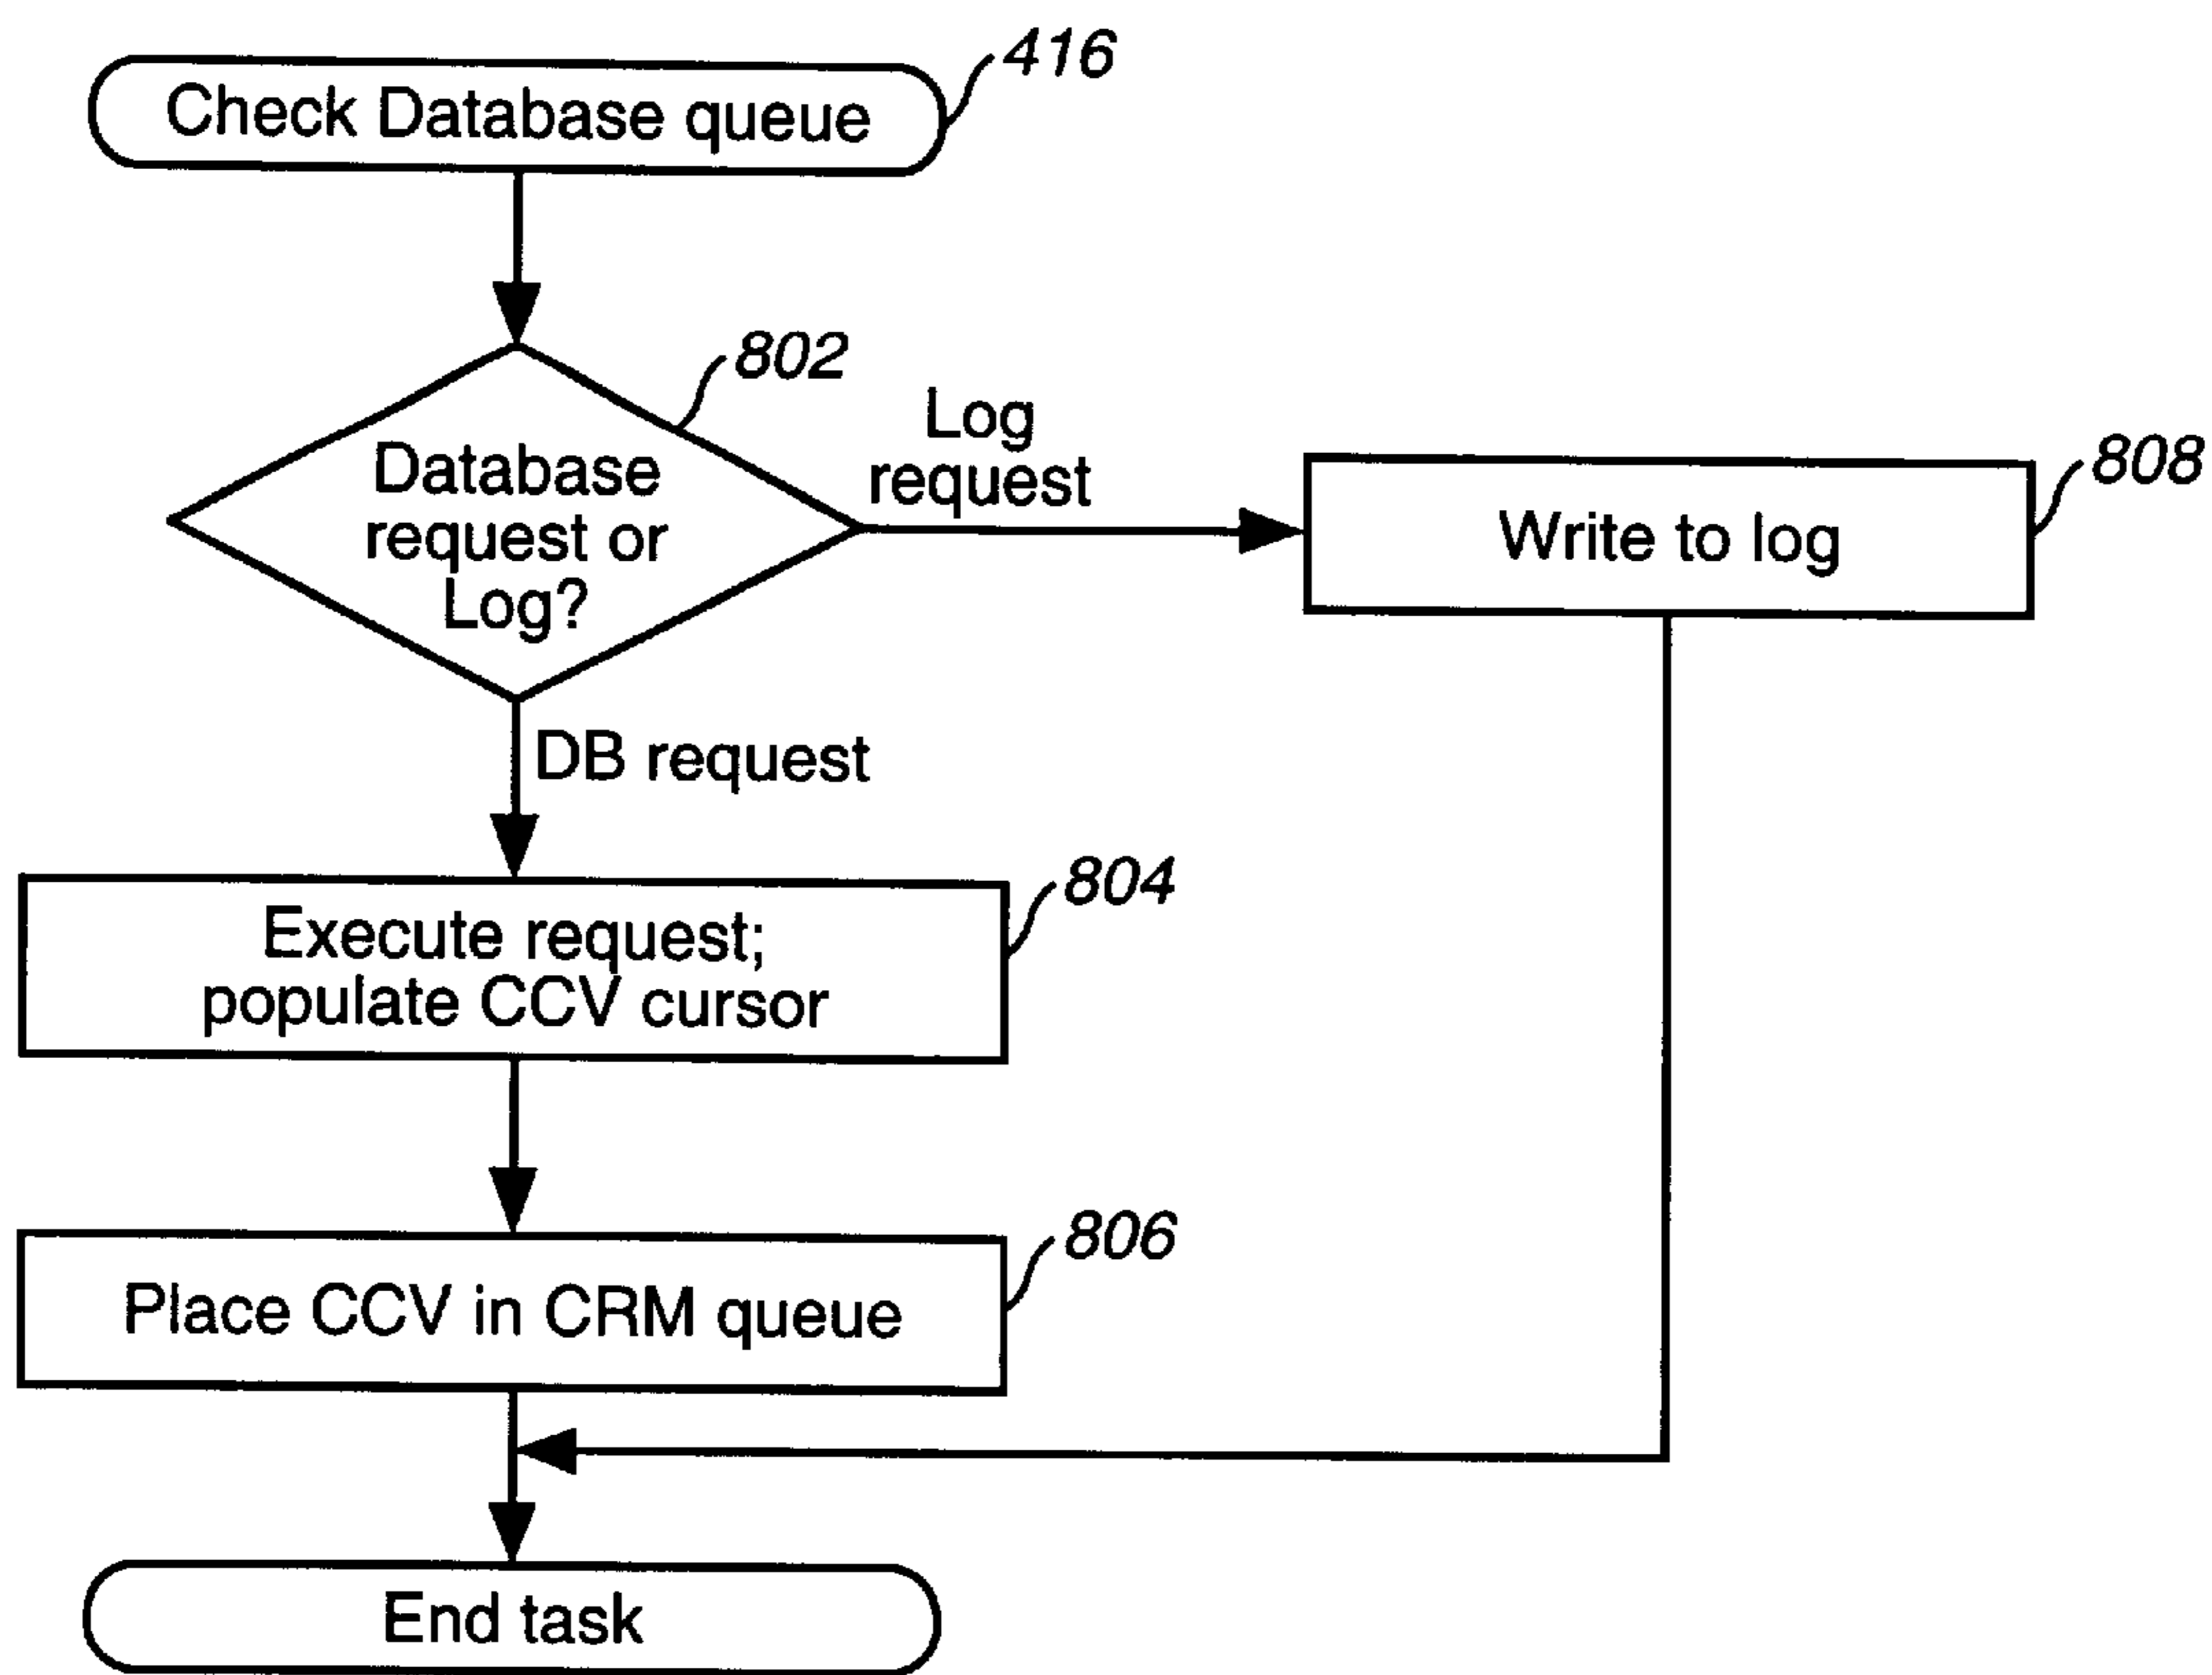 416
Check Database queue
802
Database
request or
Log?
Log
request
808
Write to log
DB request
804
Execute request;
populate CCV cursor
806
Place CCV in CRM queue
End task